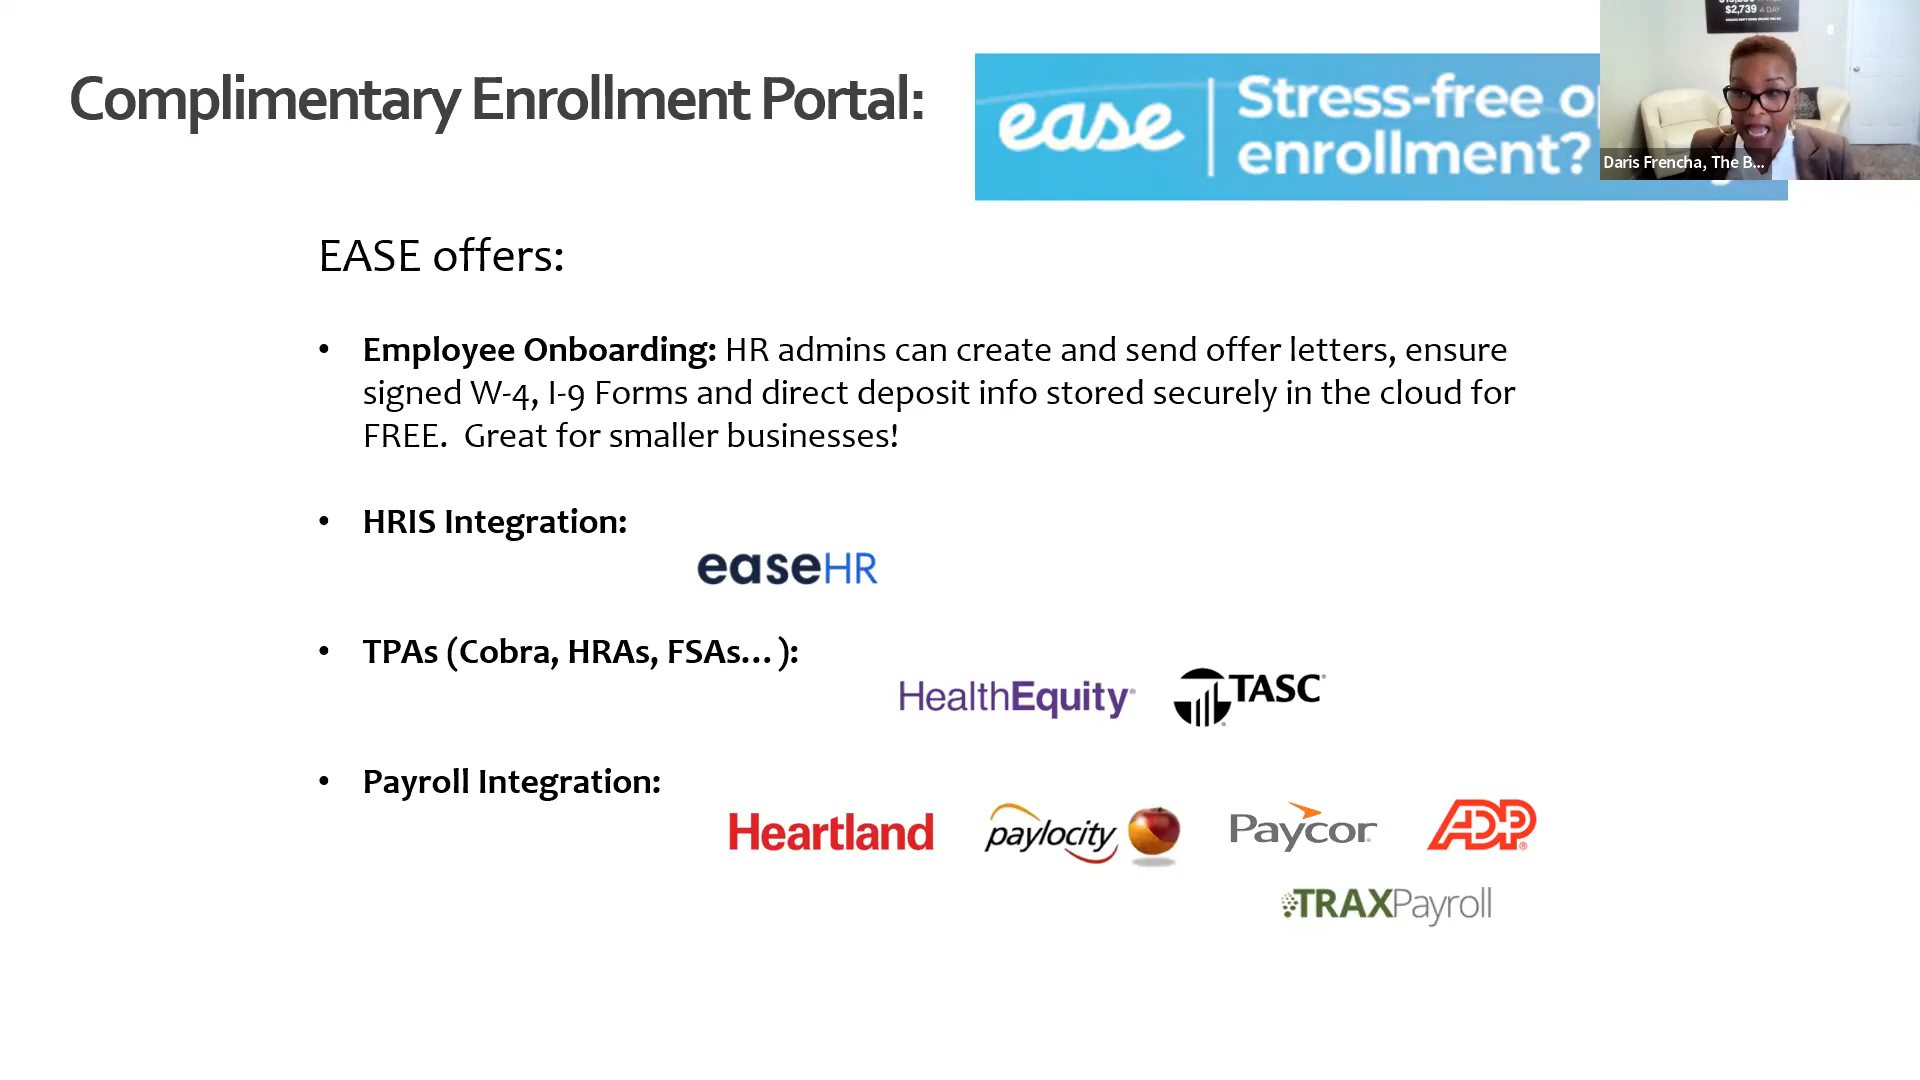 Complimentary Enrollment Portal:
ease
Stress-free
enrollment?
$2,739 A DAY
Daris Frencha, The B...
EASE offers:
• Employee Onboarding: HR admins can create and send offer letters, ensure
signed W-4, I-9 Forms and direct deposit info stored securely in the cloud for
FREE.  Great for smaller businesses!
• HRIS Integration:
easeHR
• TPAs (Cobra, HRAs, FSAs... ):
HealthEquity®
TASC®
• Payroll Integration:
Heartland
paylocity
Paycor®
ADP®
TRAXPayroll